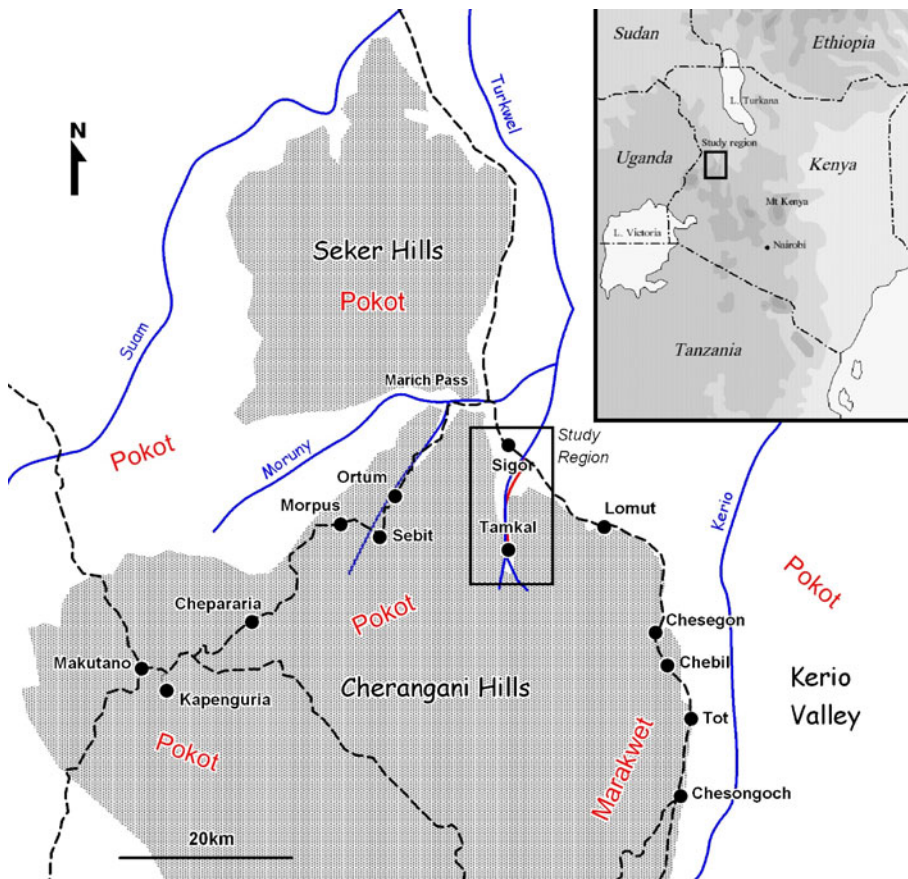 Sudan
Ethiopia
L. Turkana
Study region
Uganda
Kenya
Mt Kenya
L. Victoria
Nairobi
Tanzania
N
Turkwel
Suam
Seker Hills
Pokot
Marich Pass
Pokot
Moruny
Study
Region
Sigor
Ortum
Morpus
Sebit
Tamkal
Lomut
Kerio
Pokot
Pokot
Cheparaira
Chesegon
Makutano
Chebil
Kapenguria
Cherangani Hills
Kerio
Valley
Tot
Pokot
Marakwet
Chesongoch
20km